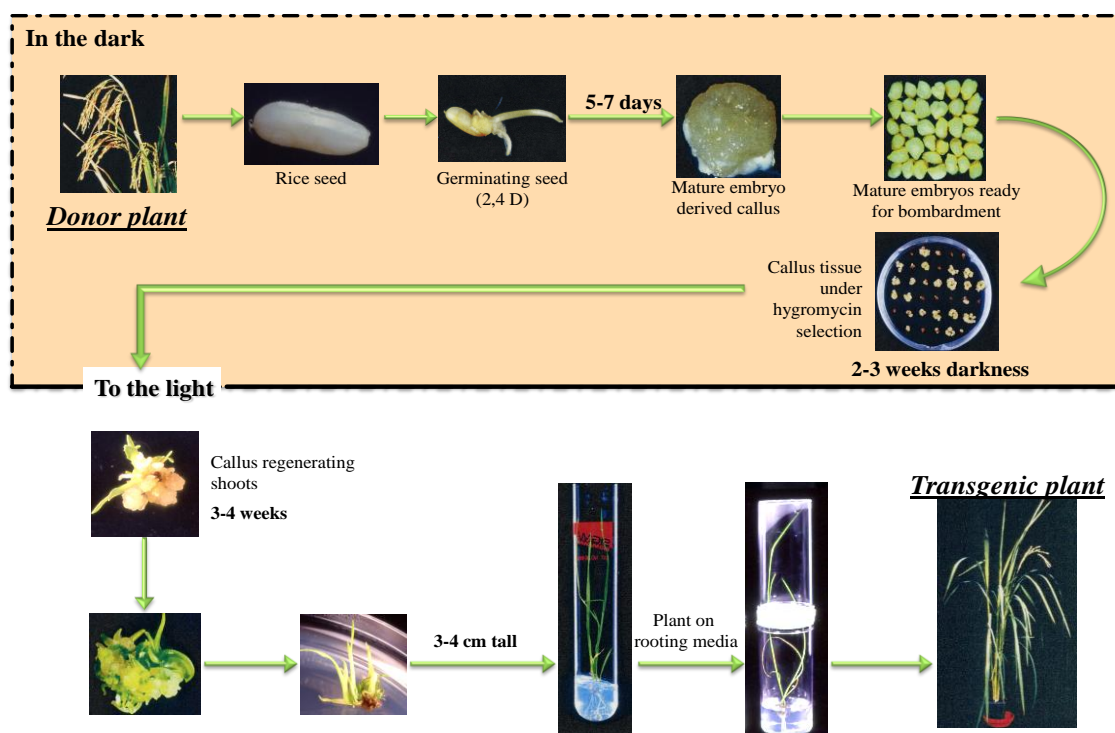 In the dark
5-7 days
Rice seed
Germinating seed
(2,4 D)
Mature embryo
derived callus
Mature embryos ready
for bombardment
Donor plant
Callus tissue
under
hygromycin
selection
2-3 weeks darkness
To the light
Callus regenerating
shoots
3-4 weeks
3-4 cm tall
Plant on
rooting media
Transgenic plant